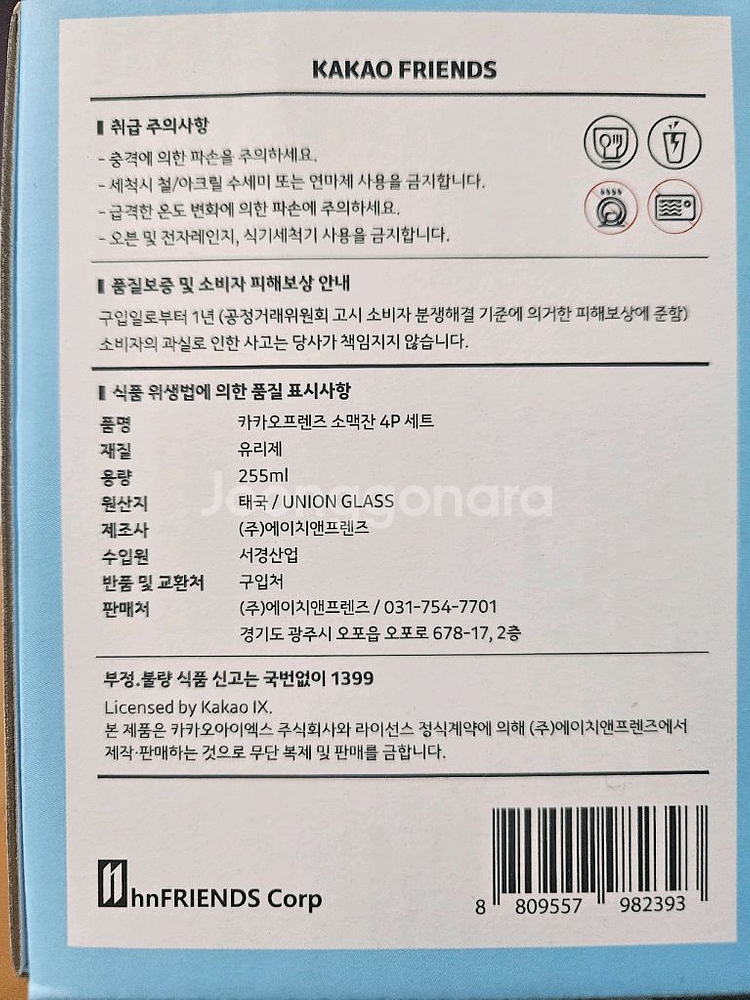 KAKAO FRIENDS
취급 주의사항
- 충격에 의한 파손을 주의하세요.
- 세척시 철/아크릴 수세미 또는 연마제 사용을 금지합니다.
- 급격한 온도 변화에 의한 파손에 주의하세요.
- 오븐 및 전자레인지, 식기세척기 사용을 금지합니다.
품질보증 및 소비자 피해보상 안내
구입일로부터 1년 (공정거래위원회 고시 소비자 분쟁해결 기준에 의거한 피해보상에 준함)
소비자의 과실로 인한 사고는 당사가 책임지지 않습니다.
식품 위생법에 의한 품질 표시사항
품명 카카오프렌즈 소맥잔 4P 세트
재질 유리제
용량 255ml
원산지 태국 / UNION GLASS
제조사 (주)에이치앤프렌즈
수입원 서경산업
반품 및 교환처 구입처
판매처 (주)에이치앤프렌즈 / 031-754-7701
경기도 광주시 오포읍 오포로 678-17, 2층
Joonggonara
부정.불량 식품 신고는 국번없이 1399
Licensed by Kakao IX.
본 제품은 카카오아이엑스 주식회사와 라이선스 정식계약에 의해 (주)에이치앤프렌즈에서
제작·판매하는 것으로 무단 복제 및 판매를 금합니다.
hnFRIENDS Corp
8 809557 982393